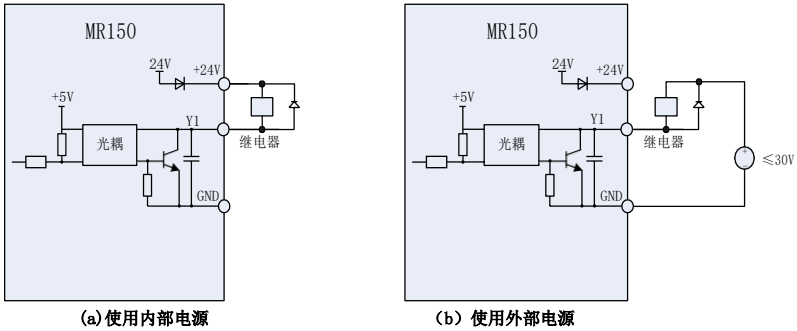 MR150
24V
+24V
+5V
Y1
光耦
继电器
GND
(a)使用内部电源
MR150
24V
+24V
+5V
Y1
光耦
继电器
≤30V
GND
（b）使用外部电源